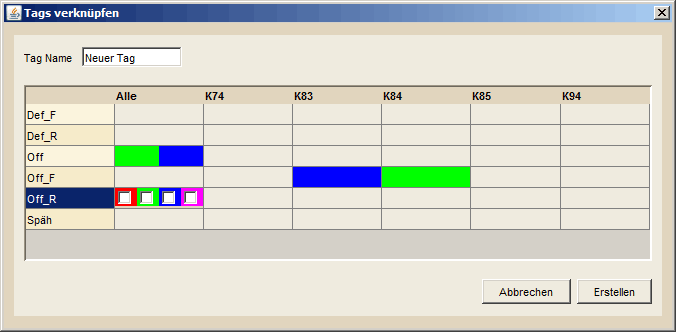 Tags verknüpfen
Tag Name Neuer Tag
Alle K74 K83 K84 K85 K94
Def_F
Def_R
Off
Off_F
Off_R
Späh
Abbrechen Erstellen